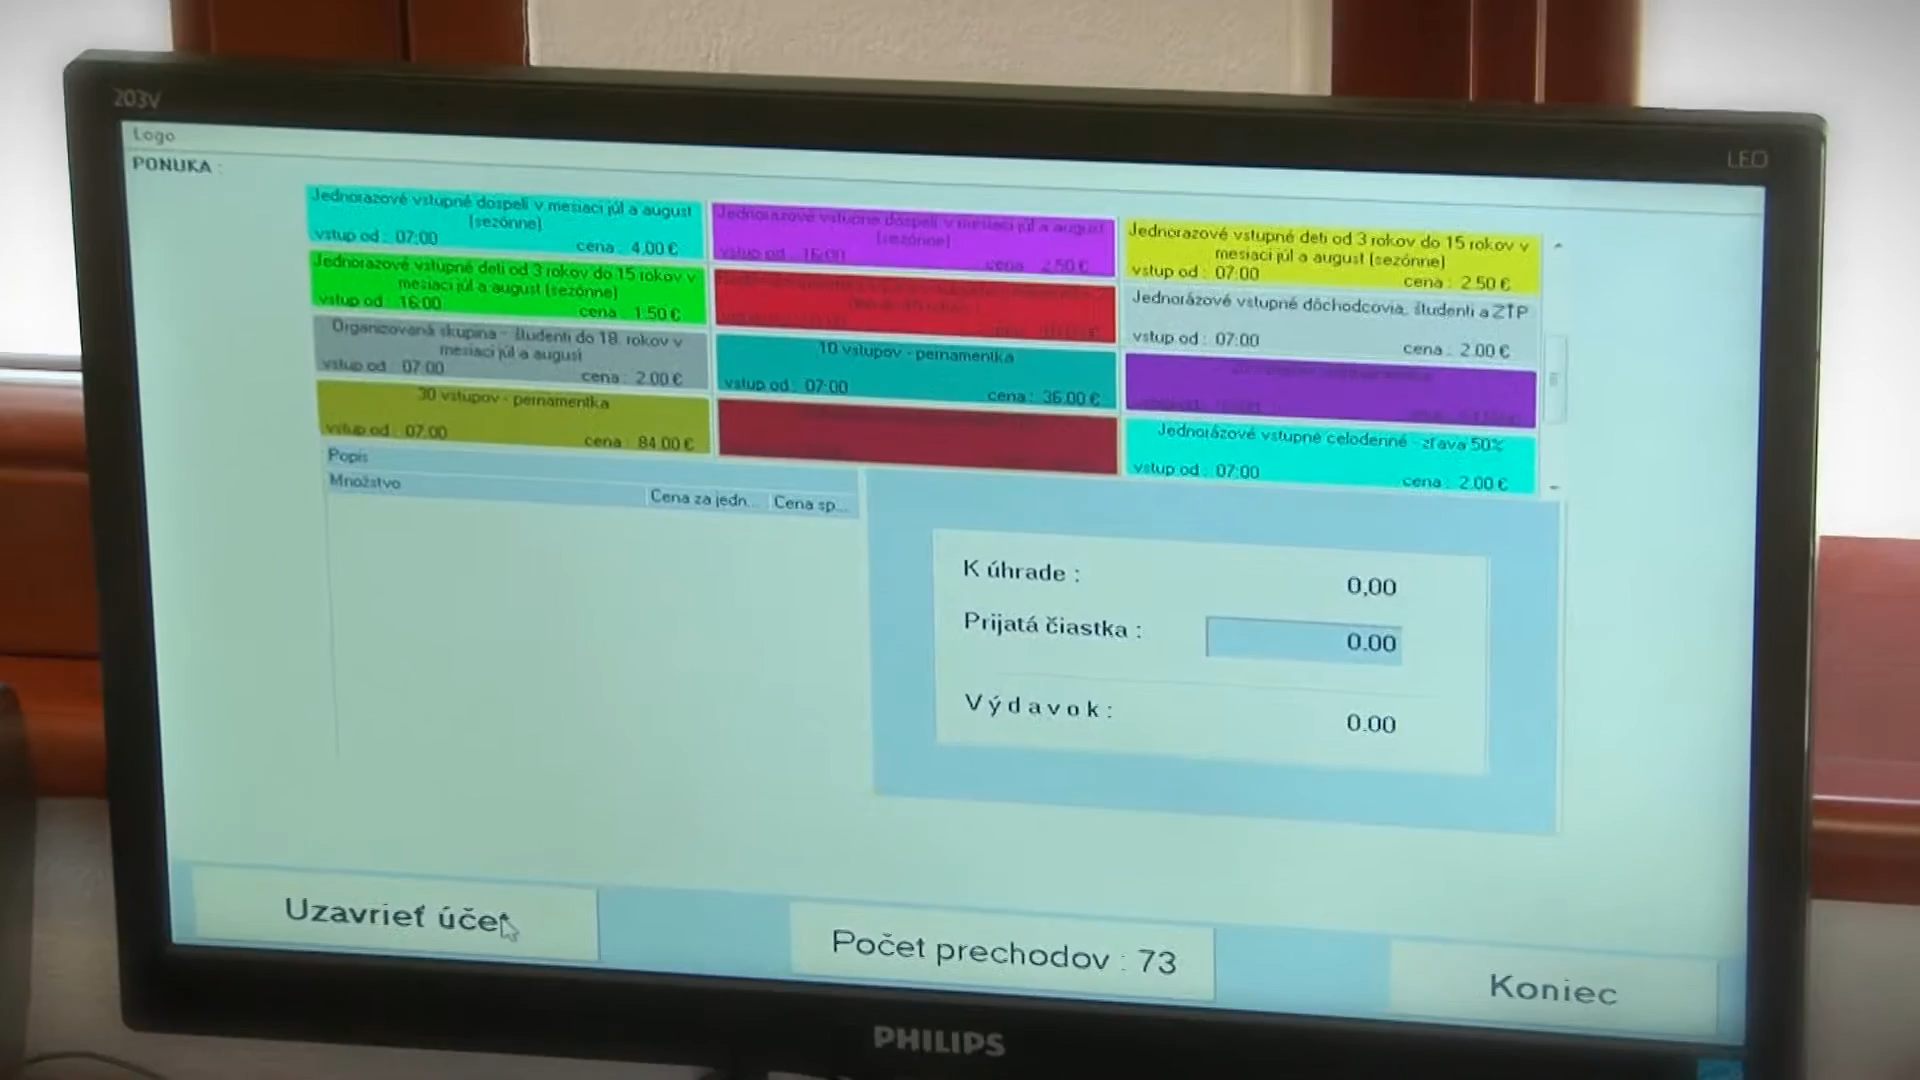 203V
LED
Logo
PONUKA :
Jednorazové vstupné dospelí v mesiaci júl a august
(sezónne)
vstup od : 07:00 cena : 4.00 €
Jednorazové vstupné dospelí v mesiaci júl a august
(sezónne)
vstup od : 16:00 cena : 2.50 €
Jednorazové vstupné deti od 3 rokov do 15 rokov v
mesiaci júl a august (sezónne)
vstup od : 07:00 cena : 2.50 €
Jednorazové vstupné deti od 3 rokov do 15 rokov v
mesiaci júl a august (sezónne)
vstup od : 16:00 cena : 1.50 €
Jednorázové vstupné dôchodcovia, študenti a ZŤP
vstup od : 07:00 cena : 2.00 €
Organizovaná skupina - študenti do 18. rokov v
mesiaci júl a august
vstup od : 07:00 cena : 2.00 €
10 vstupov - pernamentka
vstup od : 07:00 cena : 36.00 €
30 vstupov - pernamentka
vstup od : 07:00 cena : 84.00 €
Jednorázové vstupné celodenné - zľava 50%
vstup od : 07:00 cena : 2.00 €
Popis
Množstvo Cena za jedn... Cena sp...
K úhrade : 0,00
Prijatá čiastka : 0.00
Výdavok : 0.00
Uzavrieť účet
Počet prechodov : 73
Koniec
PHILIPS